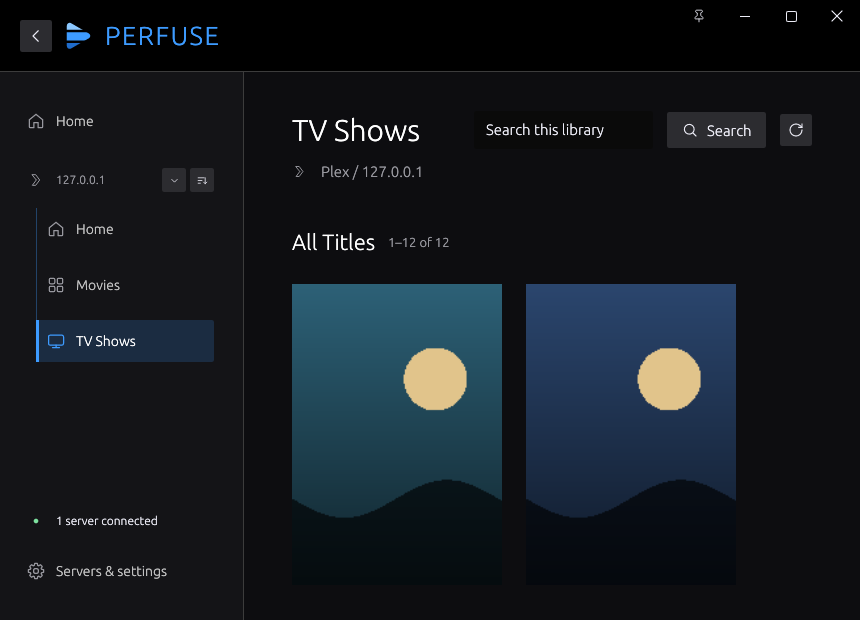 PERFUSE
Home
127.0.0.1
Home
Movies
TV Shows
1 server connected
Servers & settings
TV Shows
Search this library
Search
Plex / 127.0.0.1
All Titles 1–12 of 12